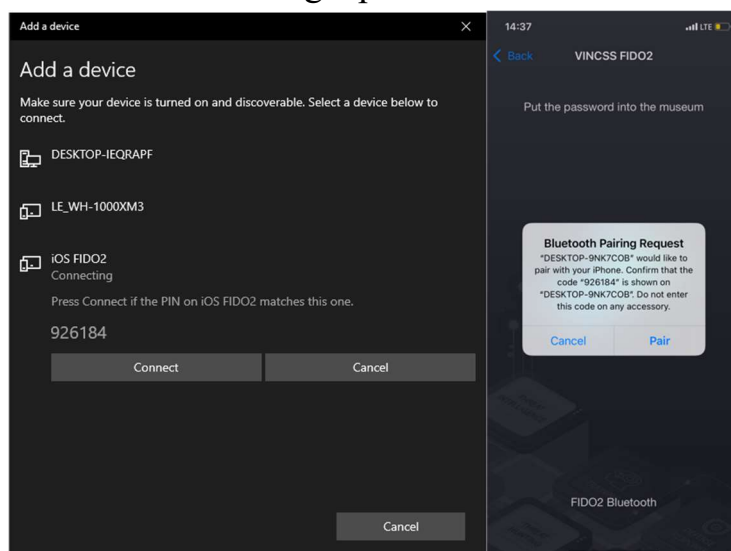 Add a device
Add a device
Make sure your device is turned on and discoverable. Select a device below to
connect.
DESKTOP-IEQRAPF
LE_WH-1000XM3
iOS FIDO2
Connecting
Press Connect if the PIN on iOS FIDO2 matches this one.
926184
Connect
Cancel
Cancel
14:37
LTE
Back
VINCSS FIDO2
Put the password into the museum
Bluetooth Pairing Request
"DESKTOP-9NK7COB" would like to
pair with your iPhone. Confirm that the
code "926184" is shown on
"DESKTOP-9NK7COB". Do not enter
this code on any accessory.
Cancel
Pair
FIDO2 Bluetooth